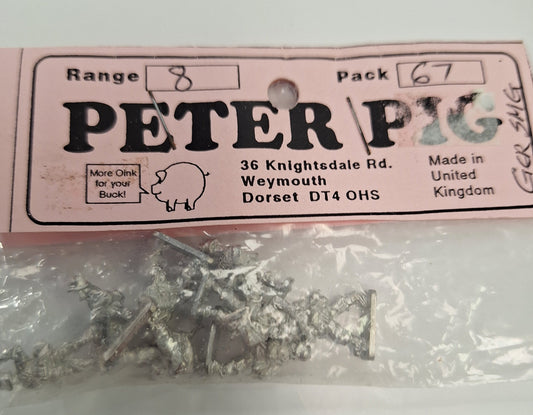 Range 8 Pack 67
PETER PIG
More Oink
for your
Buck!
36 Knightsdale Rd.
Weymouth
Dorset DT4 OHS
Made in
United
Kingdom
GER SMG